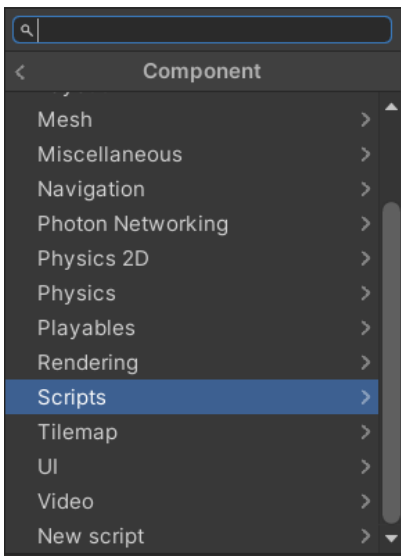 Component
Mesh
Miscellaneous
Navigation
Photon Networking
Physics 2D
Physics
Playables
Rendering
Scripts
Tilemap
UI
Video
New script